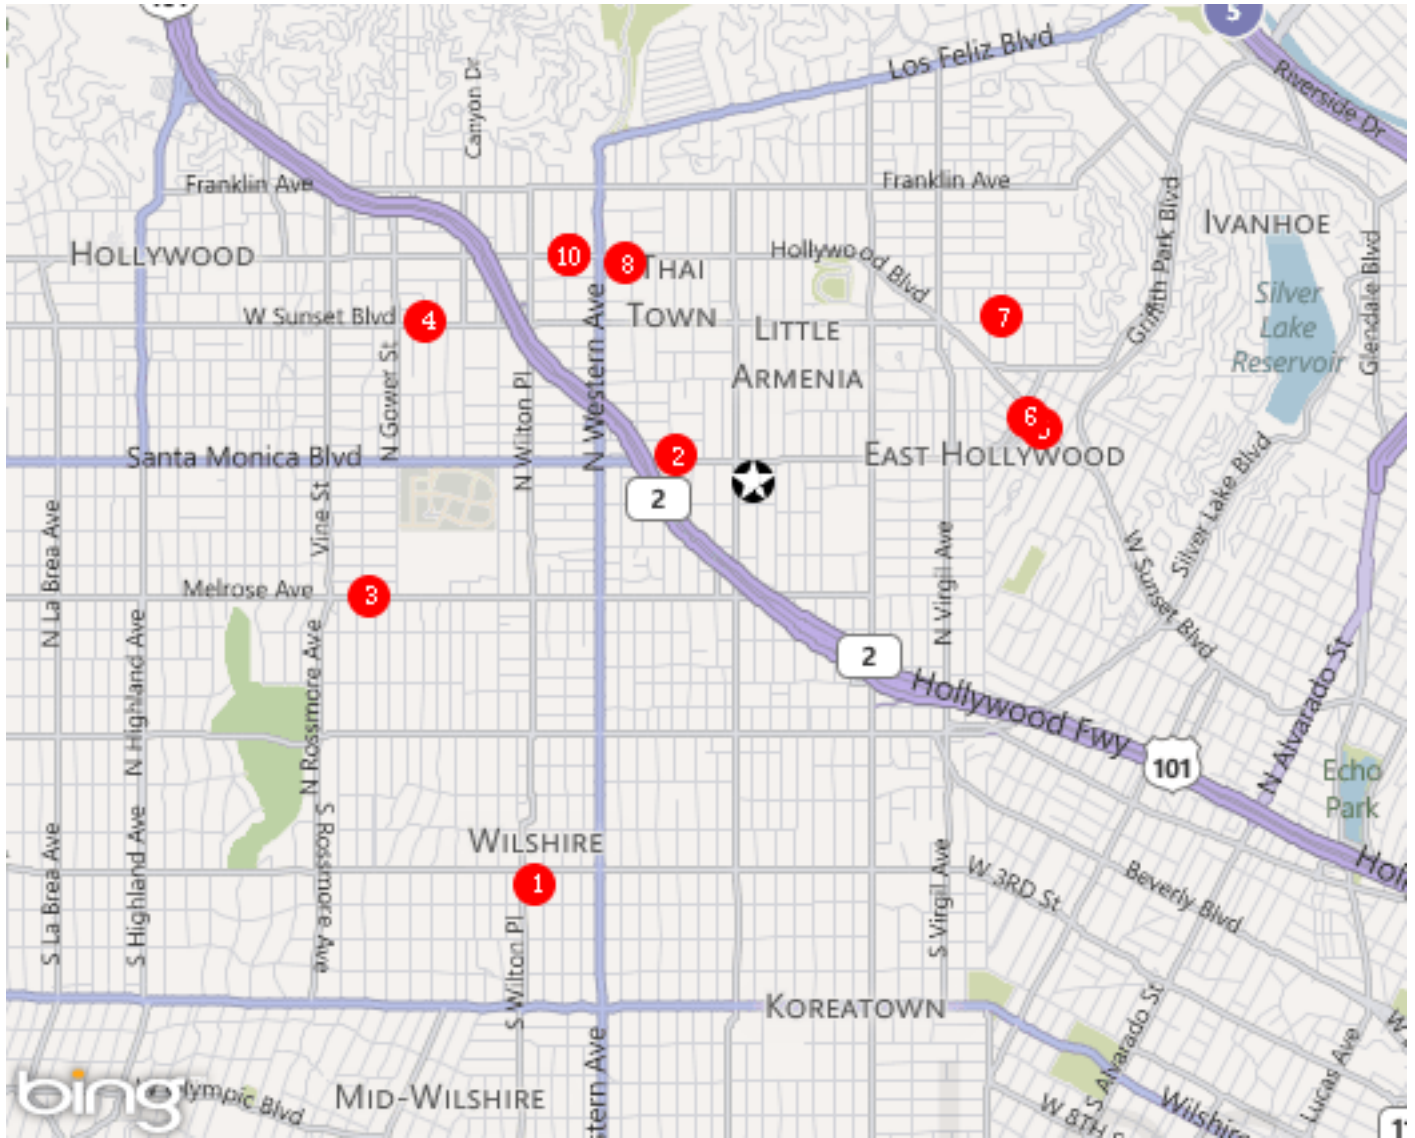 5
Los Feliz Blvd
Riverside Dr
Canyon Dr
Franklin Ave
Franklin Ave
Griffith Park Blvd
IVANHOE
HOLLYWOOD
10
8
THAI
TOWN
Hollywood Blvd
Glendale Blvd
Silver
Lake
Reservoir
W Sunset Blvd
4
7
LITTLE
ARMENIA
N Gower St
N Wilton Pl
N Western Ave
6
Santa Monica Blvd
2
EAST HOLLYWOOD
2
Silver Lake Blvd
N La Brea Ave
Vine St
N Virgil Ave
W Sunset Blvd
Melrose Ave
3
N Highland Ave
N Rossmore Ave
2
Hollywood Fwy
101
N Alvarado St
Echo
Park
WILSHIRE
1
S La Brea Ave
S Highland Ave
S Rossmore Ave
S Wilton Pl
S Virgil Ave
W 3RD ST
Beverly Blvd
KOREATOWN
S Alvarado St
Lucas Ave
bing
MID-WILSHIRE
W 8TH